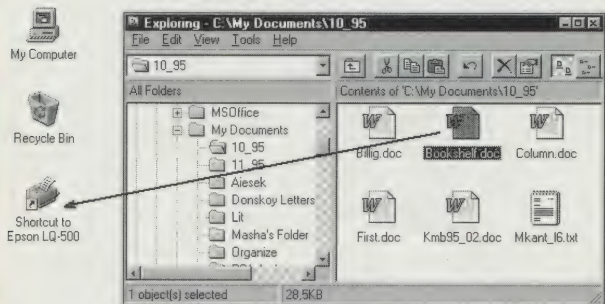 My Computer
Recycle Bin
Shortcut to
Epson LQ-500
Exploring - C:\My Documents\10_95
File Edit View Tools Help
10_95
All Folders
Contents of 'C:\My Documents\10_95'
MSOffice
My Documents
10_95
11_95
Aiesek
Donskoy Letters
Lit
Masha's Folder
Organize
Billig.doc Bookshelf.doc Column.doc
First.doc Kmb95_02.doc Mkant_l6.txt
1 object(s) selected 28,5KB